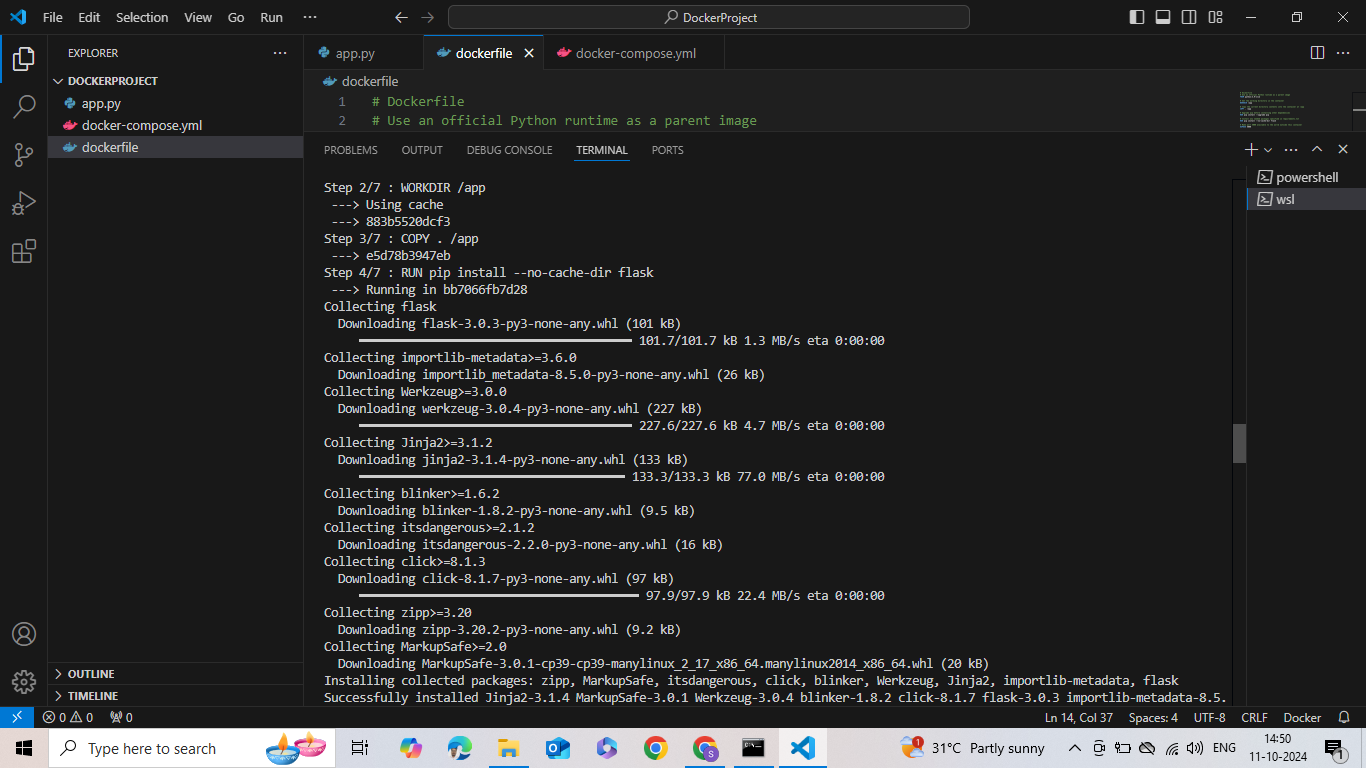 File Edit Selection View Go Run ··· DockerProject
EXPLORER ···
DOCKERPROJECT
app.py
docker-compose.yml
dockerfile
OUTLINE
TIMELINE
app.py dockerfile docker-compose.yml ···
dockerfile
1 # Dockerfile
2 # Use an official Python runtime as a parent image
PROBLEMS OUTPUT DEBUG CONSOLE TERMINAL PORTS ···
powershell
wsl
Step 2/7 : WORKDIR /app
 ---> Using cache
 ---> 883b5520dcf3
Step 3/7 : COPY . /app
 ---> e5d78b3947eb
Step 4/7 : RUN pip install --no-cache-dir flask
 ---> Running in bb7066fb7d28
Collecting flask
  Downloading flask-3.0.3-py3-none-any.whl (101 kB)
101.7/101.7 kB 1.3 MB/s eta 0:00:00
Collecting importlib-metadata>=3.6.0
  Downloading importlib_metadata-8.5.0-py3-none-any.whl (26 kB)
Collecting Werkzeug>=3.0.0
  Downloading werkzeug-3.0.4-py3-none-any.whl (227 kB)
227.6/227.6 kB 4.7 MB/s eta 0:00:00
Collecting Jinja2>=3.1.2
  Downloading jinja2-3.1.4-py3-none-any.whl (133 kB)
133.3/133.3 kB 77.0 MB/s eta 0:00:00
Collecting blinker>=1.6.2
  Downloading blinker-1.8.2-py3-none-any.whl (9.5 kB)
Collecting itsdangerous>=2.1.2
  Downloading itsdangerous-2.2.0-py3-none-any.whl (16 kB)
Collecting click>=8.1.3
  Downloading click-8.1.7-py3-none-any.whl (97 kB)
97.9/97.9 kB 22.4 MB/s eta 0:00:00
Collecting zipp>=3.20
  Downloading zipp-3.20.2-py3-none-any.whl (9.2 kB)
Collecting MarkupSafe>=2.0
  Downloading MarkupSafe-3.0.1-cp39-cp39-manylinux_2_17_x86_64.manylinux2014_x86_64.whl (20 kB)
Installing collected packages: zipp, MarkupSafe, itsdangerous, click, blinker, Werkzeug, Jinja2, importlib-metadata, flask
Successfully installed Jinja2-3.1.4 MarkupSafe-3.0.1 Werkzeug-3.0.4 blinker-1.8.2 click-8.1.7 flask-3.0.3 importlib-metadata-8.5.
0 0 0 Ln 14, Col 37 Spaces: 4 UTF-8 CRLF Docker
Type here to search 1 31°C Partly sunny ENG 14:50
11-10-2024 1